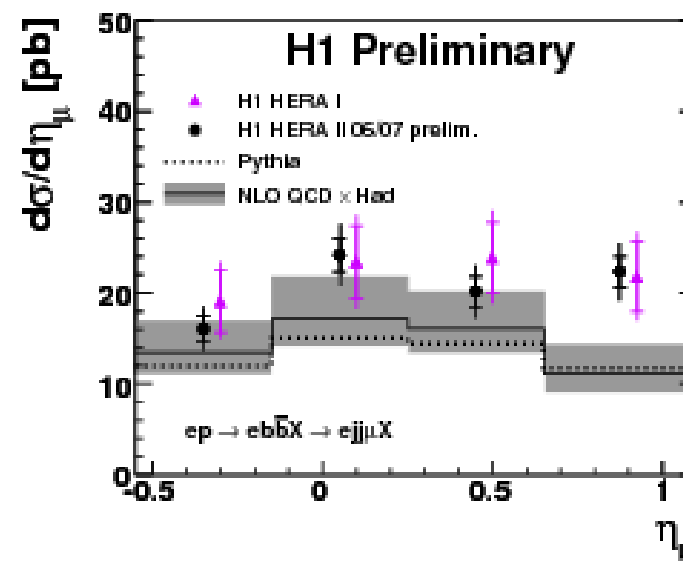 50
H1 Preliminary
dσ/dη_μ [pb]
H1 HERA I
40
H1 HERA II 06/07 prelim.
Pythia
NLO QCD × Had
30
20
10
ep → ebb̅X → ejjμX
0
-0.5 0 0.5 1
η